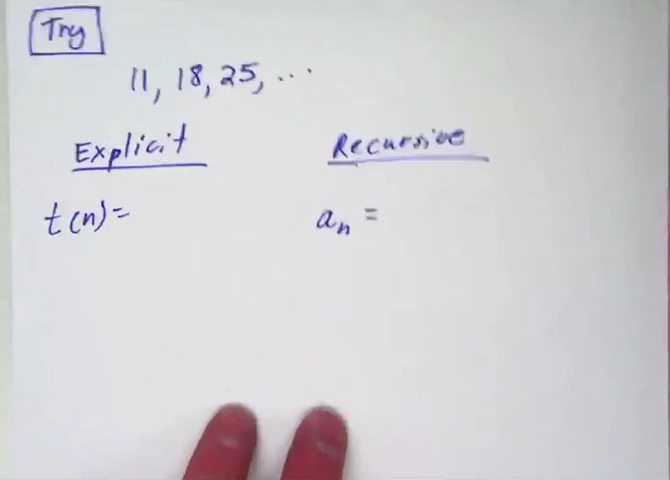 Try
11, 18, 25, ...
Explicit
Recursive
t(n)=
aₙ =